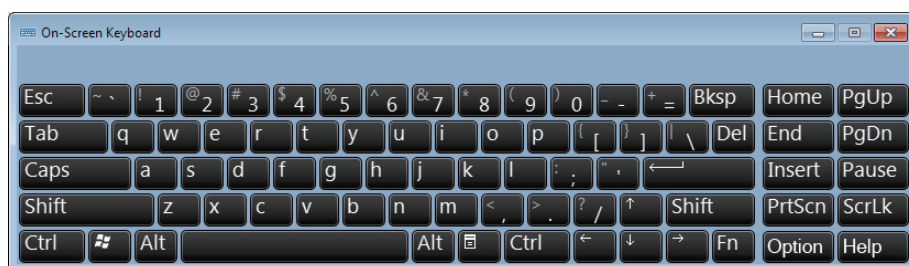 On-Screen Keyboard
Esc ~ ` ! 1 @ 2 # 3 $ 4 % 5 ^ 6 & 7 * 8 ( 9 ) 0 _ - + = Bksp Home PgUp
Tab q w e r t y u i o p { [ } ] | \ Del End PgDn
Caps a s d f g h j k l : ; " ' Insert Pause
Shift z x c v b n m < , > . ? / ↑ Shift PrtScn ScrLk
Ctrl Alt Alt Ctrl ← ↓ → Fn Option Help